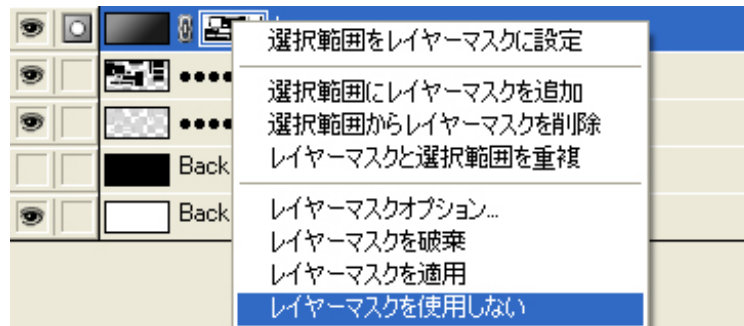 選択範囲をレイヤーマスクに設定
選択範囲にレイヤーマスクを追加
選択範囲からレイヤーマスクを削除
レイヤーマスクと選択範囲を重複
レイヤーマスクオプション...
レイヤーマスクを破棄
レイヤーマスクを適用
レイヤーマスクを使用しない
●●●●
●●●●
Back
Back